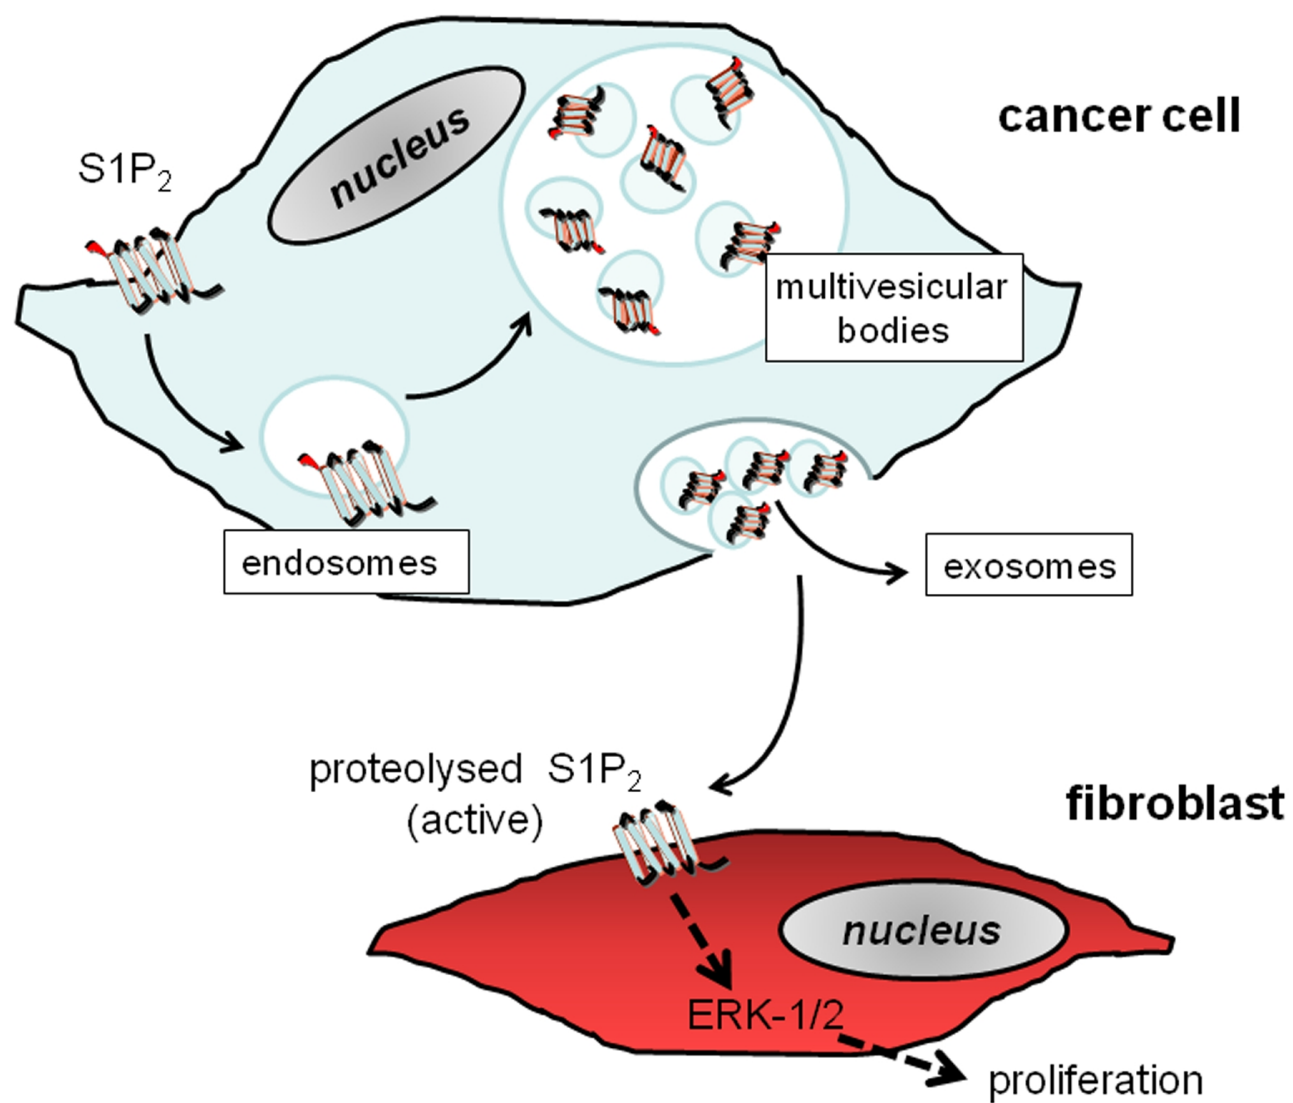 cancer cell
nucleus
S1P₂
multivesicular
bodies
endosomes
exosomes
proteolysed S1P₂
(active)
fibroblast
nucleus
ERK-1/2
proliferation